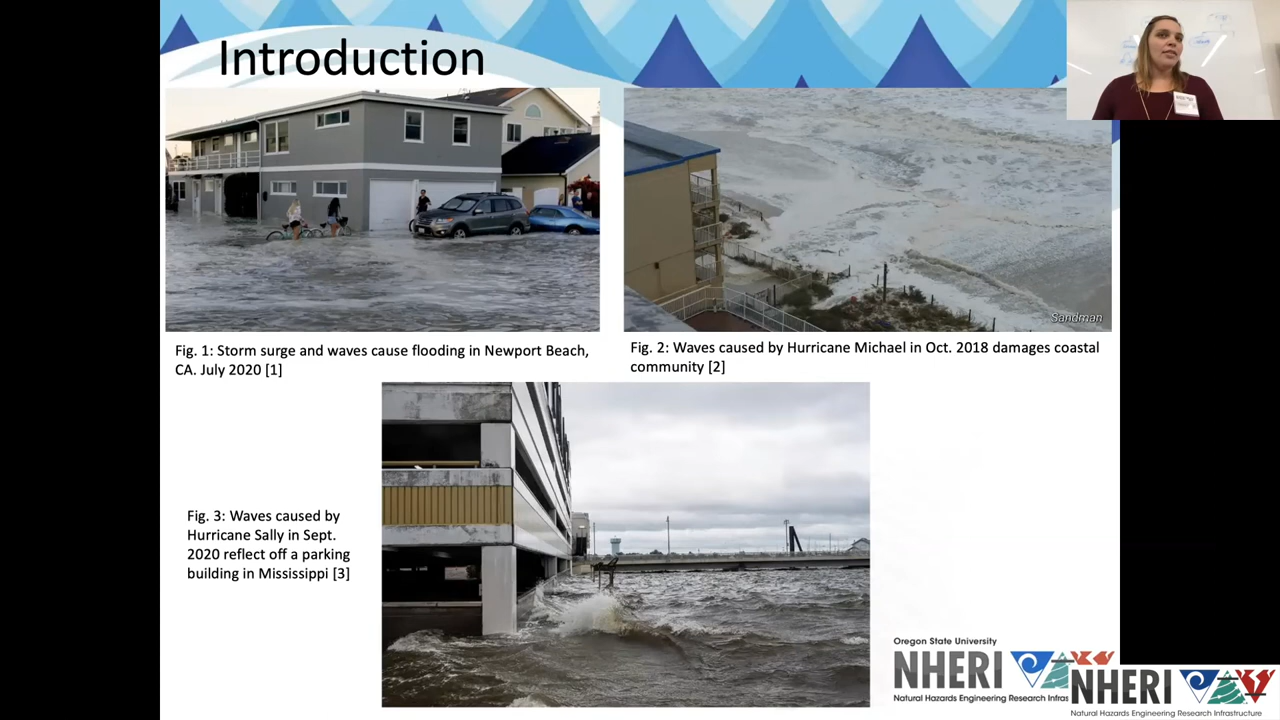 Introduction
Fig. 1: Storm surge and waves cause flooding in Newport Beach,
CA. July 2020 [1]
Sandman
Fig. 2: Waves caused by Hurricane Michael in Oct. 2018 damages coastal
community [2]
Fig. 3: Waves caused by
Hurricane Sally in Sept.
2020 reflect off a parking
building in Mississippi [3]
Oregon State University
NHERI
Natural Hazards Engineering Research Infras
NHERI
Natural Hazards Engineering Research Infrastructure